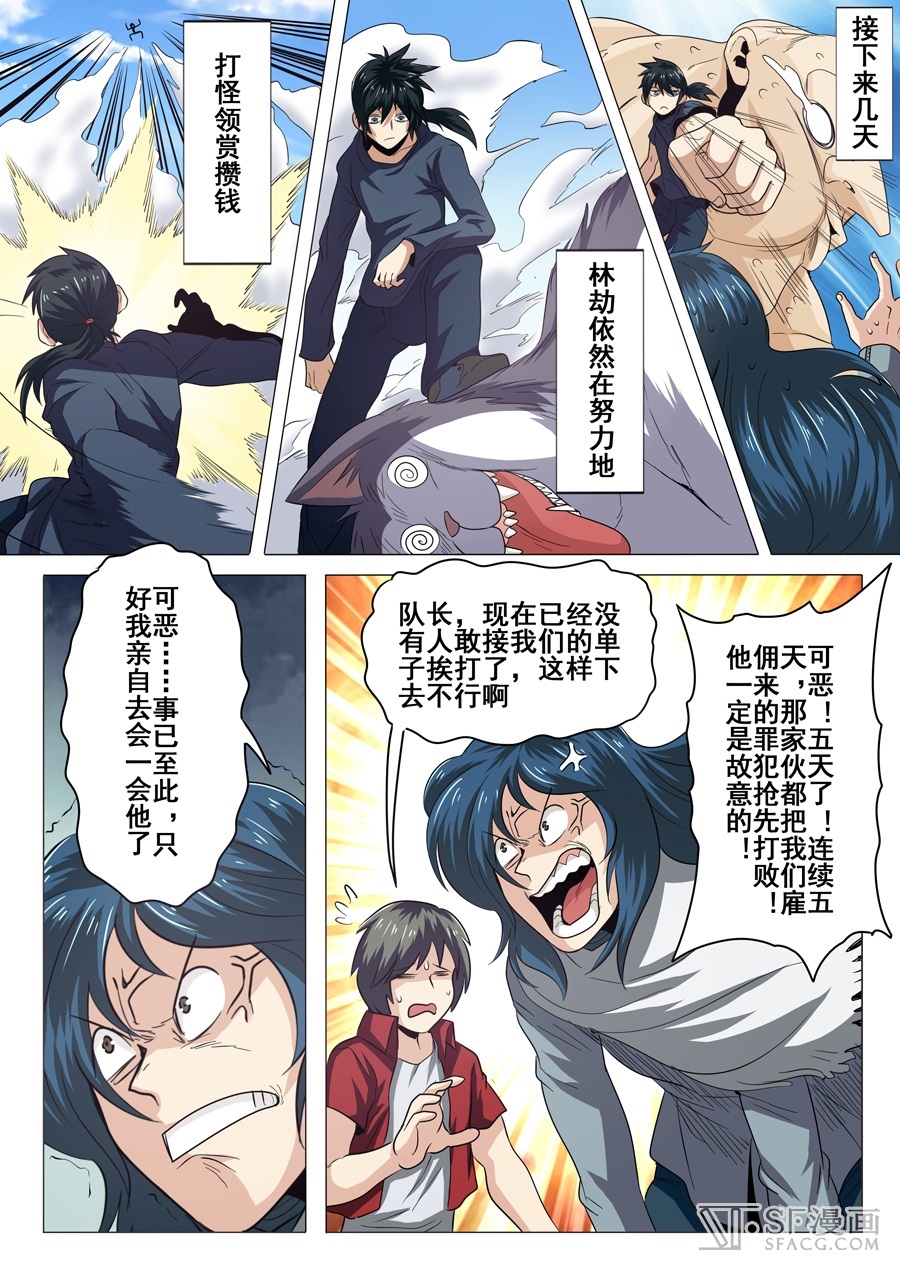 接下来几天
林劫依然在努力地
打怪领赏攒钱
可恶！五天了！连续五
天，那家伙都把我们雇
佣来的罪犯抢先打败！
他一定是故意的！
队长，现在已经没
有人敢接我们的单
子挨打了，这样下
去不行啊
可恶……事已至此，只
好我亲自去会一会他了
SF漫画
SFACG.COM